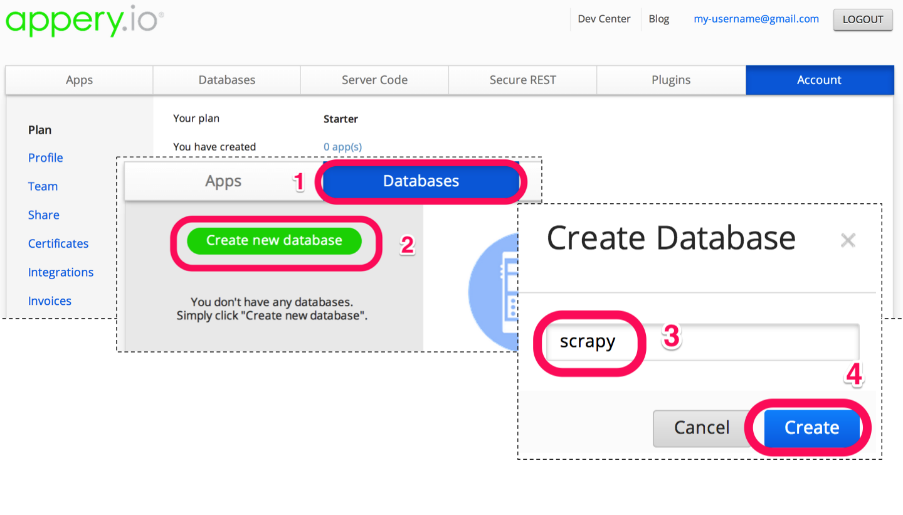 appery.io
Dev Center Blog my-username@gmail.com LOGOUT
Apps Databases Server Code Secure REST Plugins Account
Plan
Profile
Team
Share
Certificates
Integrations
Invoices
Your plan Starter
You have created 0 app(s)
Apps 1 Databases
Create new database 2
You don't have any databases.
Simply click "Create new database".
Create Database ×
scrapy 3
4
Cancel Create